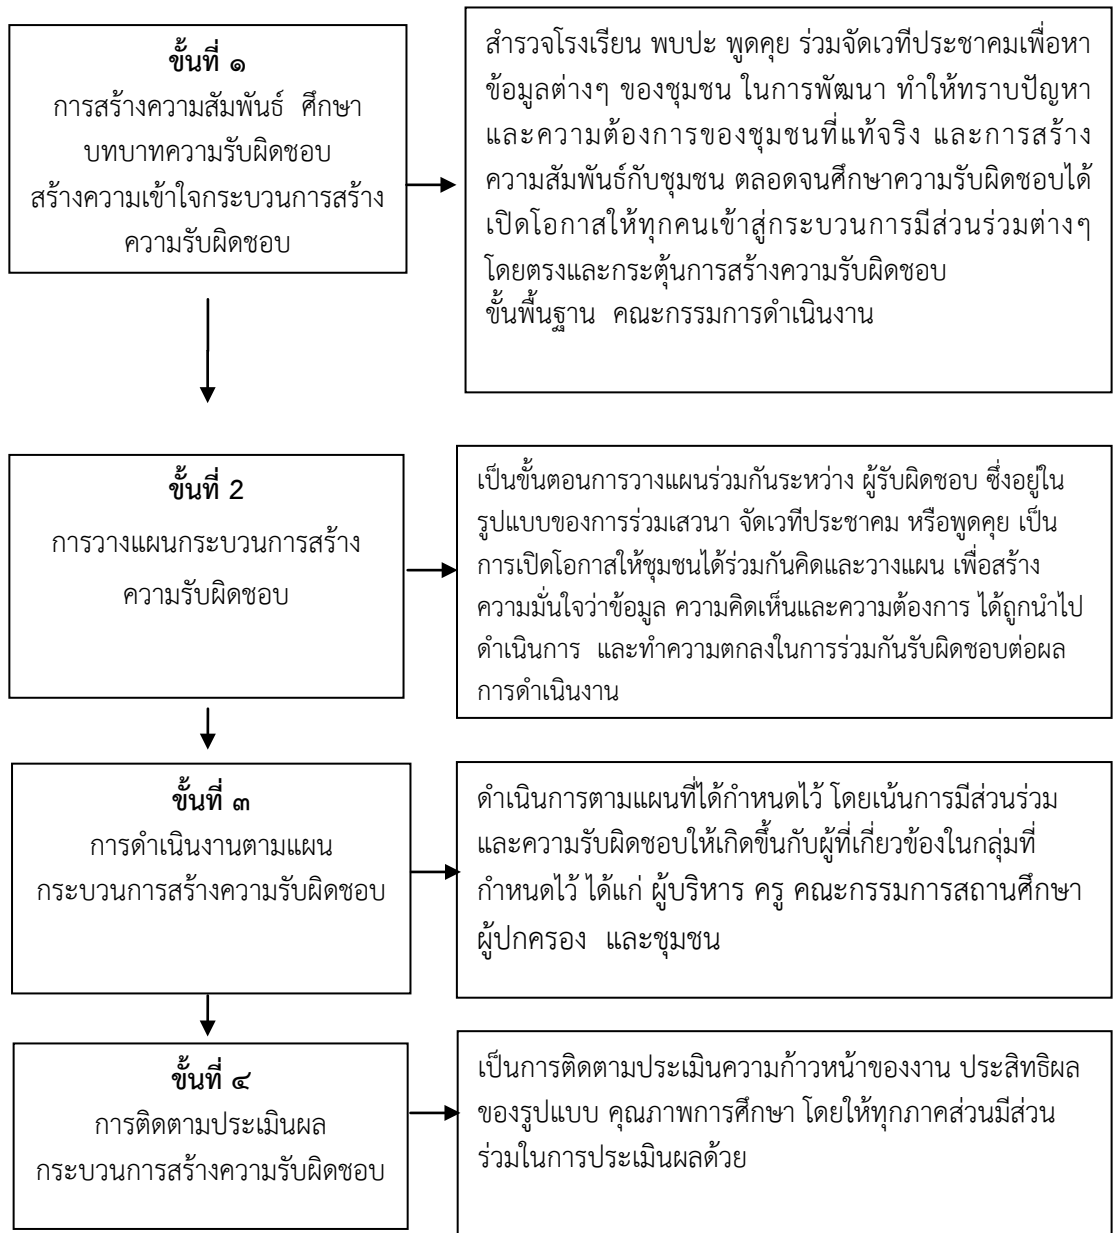 ขั้นที่ ๑
การสร้างความสัมพันธ์ ศึกษา
บทบาทความรับผิดชอบ
สร้างความเข้าใจกระบวนการสร้าง
ความรับผิดชอบ
สำรวจโรงเรียน พบปะ พูดคุย ร่วมจัดเวทีประชาคมเพื่อหา
ข้อมูลต่างๆ ของชุมชน ในการพัฒนา ทำให้ทราบปัญหา
และความต้องการของชุมชนที่แท้จริง และการสร้าง
ความสัมพันธ์กับชุมชน ตลอดจนศึกษาความรับผิดชอบได้
เปิดโอกาสให้ทุกคนเข้าสู่กระบวนการมีส่วนร่วมต่างๆ
โดยตรงและกระตุ้นการสร้างความรับผิดชอบ
ขั้นพื้นฐาน คณะกรรมการดำเนินงาน
ขั้นที่ 2
การวางแผนกระบวนการสร้าง
ความรับผิดชอบ
เป็นขั้นตอนการวางแผนร่วมกันระหว่าง ผู้รับผิดชอบ ซึ่งอยู่ใน
รูปแบบของการร่วมเสวนา จัดเวทีประชาคม หรือพูดคุย เป็น
การเปิดโอกาสให้ชุมชนได้ร่วมกันคิดและวางแผน เพื่อสร้าง
ความมั่นใจว่าข้อมูล ความคิดเห็นและความต้องการ ได้ถูกนำไป
ดำเนินการ และทำความตกลงในการร่วมกันรับผิดชอบต่อผล
การดำเนินงาน
ขั้นที่ ๓
การดำเนินงานตามแผน
กระบวนการสร้างความรับผิดชอบ
ดำเนินการตามแผนที่ได้กำหนดไว้ โดยเน้นการมีส่วนร่วม
และความรับผิดชอบให้เกิดขึ้นกับผู้ที่เกี่ยวข้องในกลุ่มที่
กำหนดไว้ ได้แก่ ผู้บริหาร ครู คณะกรรมการสถานศึกษา
ผู้ปกครอง และชุมชน
ขั้นที่ ๔
การติดตามประเมินผล
กระบวนการสร้างความรับผิดชอบ
เป็นการติดตามประเมินความก้าวหน้าของงาน ประสิทธิผล
ของรูปแบบ คุณภาพการศึกษา โดยให้ทุกภาคส่วนมีส่วน
ร่วมในการประเมินผลด้วย